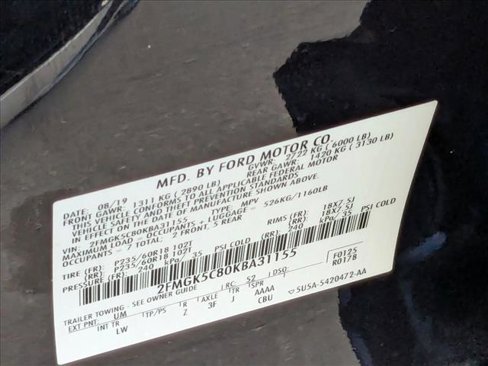 MFD. BY FORD MOTOR CO.
DATE: 08/19 GVWR: 2722 KG ( 6000 LB)
FRONT GAWR: 1311 KG ( 2890 LB) REAR GAWR: 1420 KG ( 3130 LB)
THIS VEHICLE CONFORMS TO ALL APPLICABLE FEDERAL MOTOR
VEHICLE SAFETY AND THEFT PREVENTION STANDARDS
IN EFFECT ON THE DATE OF MANUFACTURE SHOWN ABOVE
VIN: 2FMGK5C80KBA31155 TYPE: MPV
MAXIMUM LOAD = OCCUPANTS + LUGGAGE = 526KG/1160LB
OCCUPANTS = 7 TOTAL: 2 FRONT, 5 REAR
TIRE (FR): P235/60R18 102T RIMS (FR): 18X7.5J
(RR): P235/60R18 102T (RR): 18X7.5J
PRESSURE (FR): 240 kPa/35 PSI COLD (RR): 240 kPa/35 PSI COLD
2FMGK5C80KBA31155
F0125
R0178
TRAILER TOWING - SEE OWNER GUIDE
EXT PNT: UM RC: 52 DSO:
INT TR TP/PS AXLE TR SPR
LW Z 3F J AAAA CBU
5U5A-5420472-AA